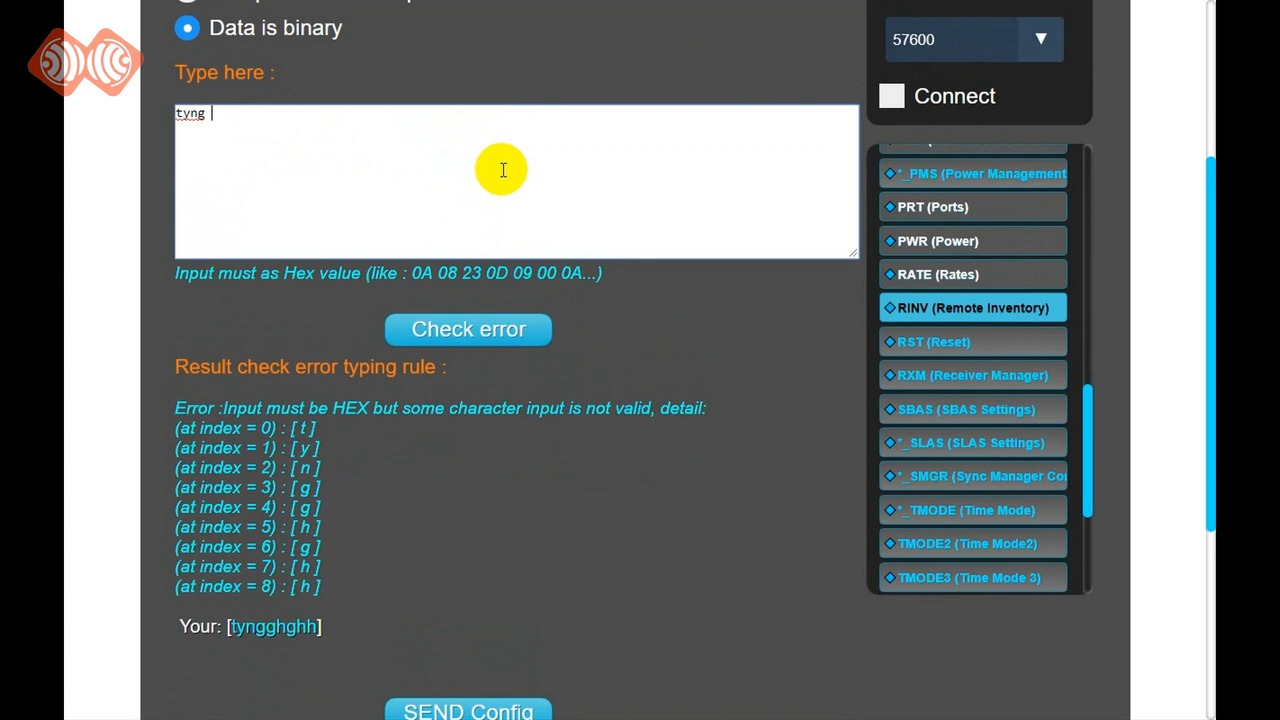 Data is binary
Type here :
tyng
Input must as Hex value (like : 0A 08 23 0D 09 00 0A...)
Check error
Result check error typing rule :
Error :Input must be HEX but some character input is not valid, detail:
(at index = 0) : [ t ]
(at index = 1) : [ y ]
(at index = 2) : [ n ]
(at index = 3) : [ g ]
(at index = 4) : [ g ]
(at index = 5) : [ h ]
(at index = 6) : [ g ]
(at index = 7) : [ h ]
(at index = 8) : [ h ]
Your: [tyngghghh]
SEND Config
57600
Connect
*_PMS (Power Management
PRT (Ports)
PWR (Power)
RATE (Rates)
RINV (Remote Inventory)
RST (Reset)
RXM (Receiver Manager)
SBAS (SBAS Settings)
*_SLAS (SLAS Settings)
*_SMGR (Sync Manager Co
*_TMODE (Time Mode)
TMODE2 (Time Mode2)
TMODE3 (Time Mode 3)